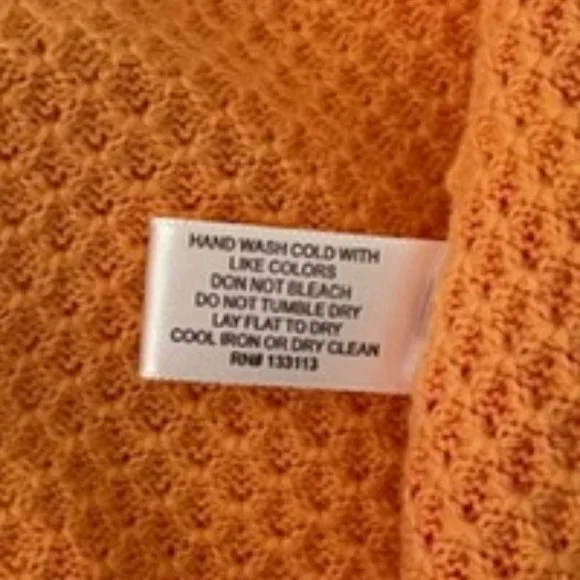 HAND WASH COLD WITH
LIKE COLORS
DON NOT BLEACH
DO NOT TUMBLE DRY
LAY FLAT TO DRY
COOL IRON OR DRY CLEAN
RN# 133113